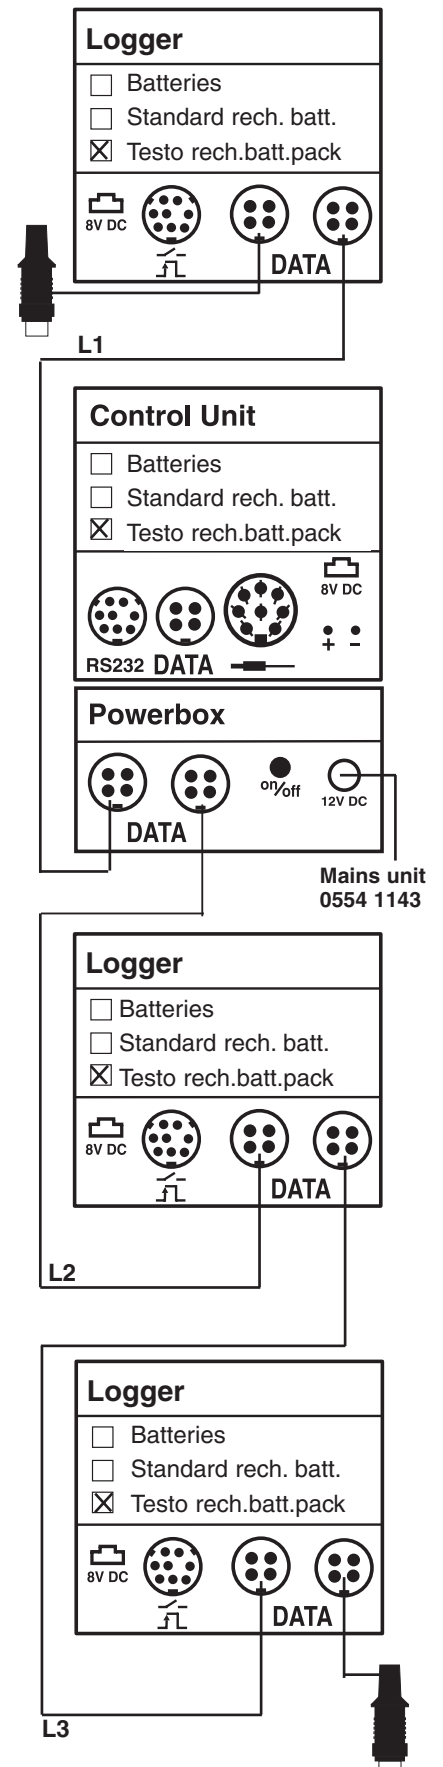 Logger
Batteries
Standard rech. batt.
Testo rech.batt.pack
8V DC
DATA
L1
Control Unit
Batteries
Standard rech. batt.
Testo rech.batt.pack
8V DC
+ -
RS232 DATA
Powerbox
on/off
12V DC
DATA
Mains unit
0554 1143
Logger
Batteries
Standard rech. batt.
Testo rech.batt.pack
8V DC
DATA
L2
Logger
Batteries
Standard rech. batt.
Testo rech.batt.pack
8V DC
DATA
L3